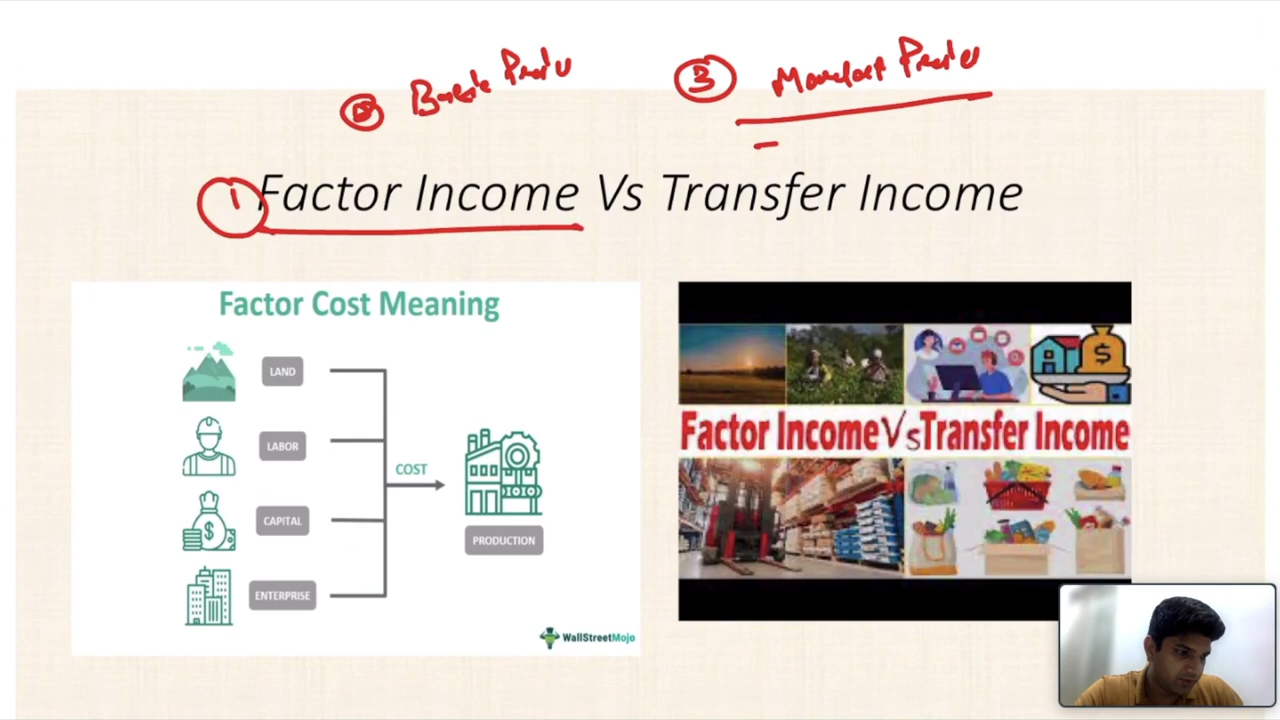 ③ Market Price
② Basic Price
① Factor Income Vs Transfer Income
Factor Cost Meaning
LAND
LABOR
CAPITAL
ENTERPRISE
COST
PRODUCTION
WallStreetMojo
Factor Income Vs Transfer Income